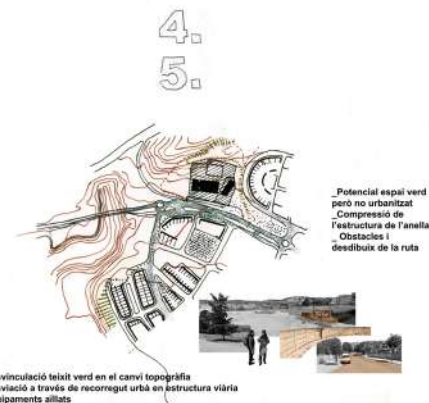 4.
5.
_Potencial espai verd
però no urbanitzat
_Compressió de
l'estructura de l'anella
_ Obstacles i
desdibuix de la ruta
vinculació teixit verd en el canvi topogràfia
viació a través de recorregut urbà en estructura viària
ipaments aïllats